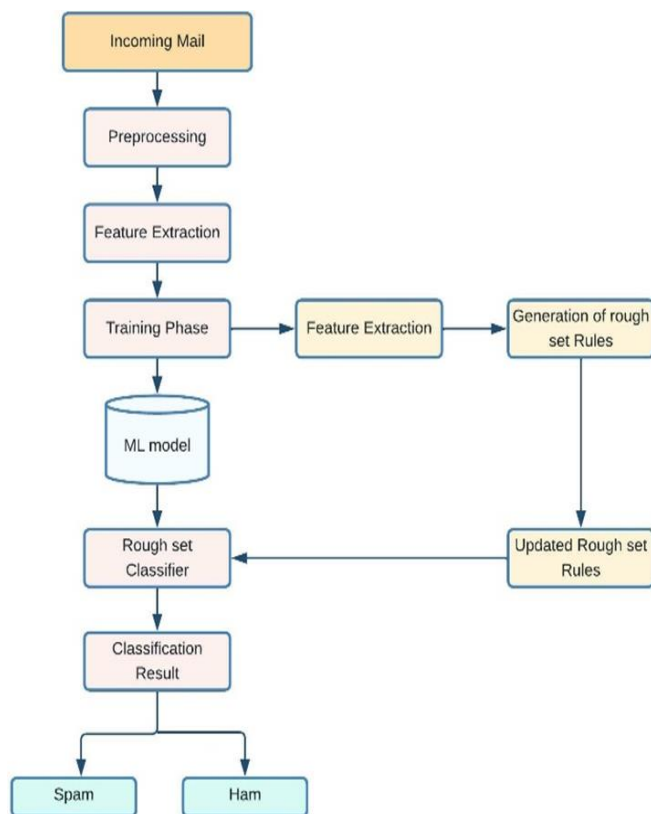 Incoming Mail
Preprocessing
Feature Extraction
Training Phase
Feature Extraction
Generation of rough
set Rules
ML model
Rough set
Classifier
Updated Rough set
Rules
Classification
Result
Spam
Ham